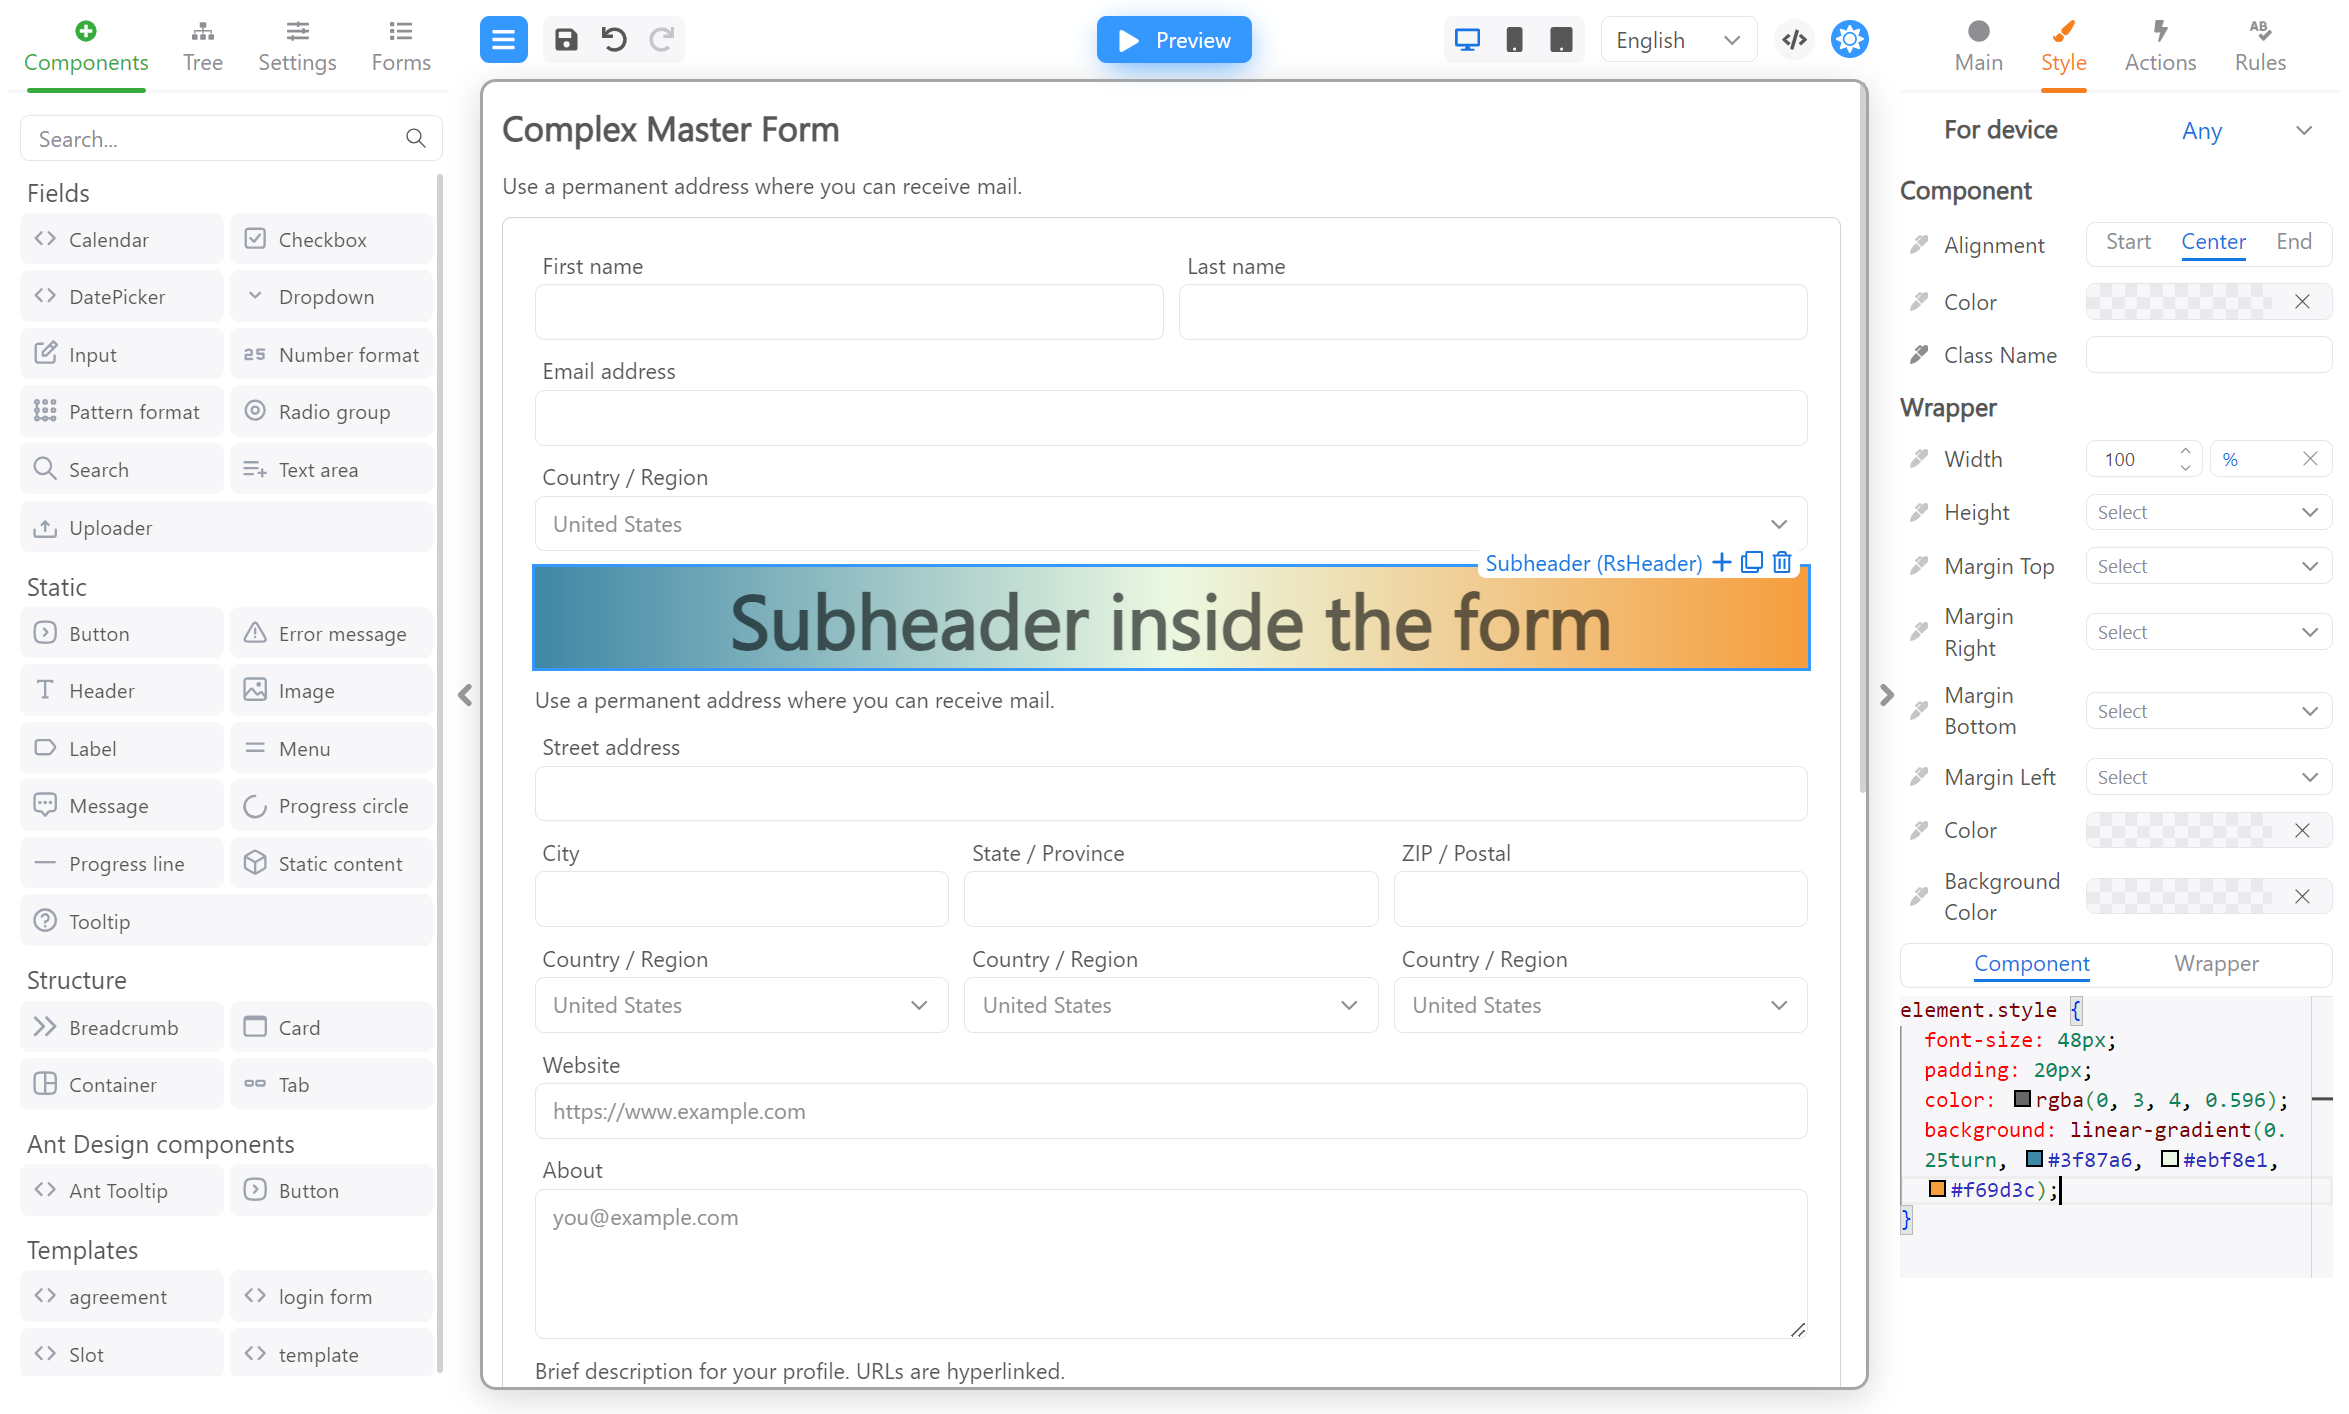 Components
Tree
Settings
Forms
Search...
Fields
Calendar
Checkbox
DatePicker
Dropdown
Input
25 Number format
Pattern format
Radio group
Search
Text area
Uploader
Static
Button
Error message
Header
Image
Label
Menu
Message
Progress circle
Progress line
Static content
Tooltip
Structure
Breadcrumb
Card
Container
Tab
Ant Design components
Ant Tooltip
Button
Templates
agreement
login form
Slot
template
Preview
English
Complex Master Form
Use a permanent address where you can receive mail.
First name
Last name
Email address
Country / Region
United States
Subheader (RsHeader)
Subheader inside the form
Use a permanent address where you can receive mail.
Street address
City
State / Province
ZIP / Postal
Country / Region
Country / Region
Country / Region
United States
United States
United States
Website
https://www.example.com
About
you@example.com
Brief description for your profile. URLs are hyperlinked.
Main
Style
Actions
AB
Rules
For device
Any
Component
Alignment
Start
Center
End
Color
Class Name
Wrapper
Width
100
%
Height
Select
Margin Top
Select
Margin
Right
Select
Margin
Bottom
Select
Margin Left
Select
Color
Background
Color
Component
Wrapper
element.style {
font-size: 48px;
padding: 20px;
color: rgba(0, 3, 4, 0.596);
background: linear-gradient(0.
25turn, #3f87a6, #ebf8e1,
#f69d3c);
}